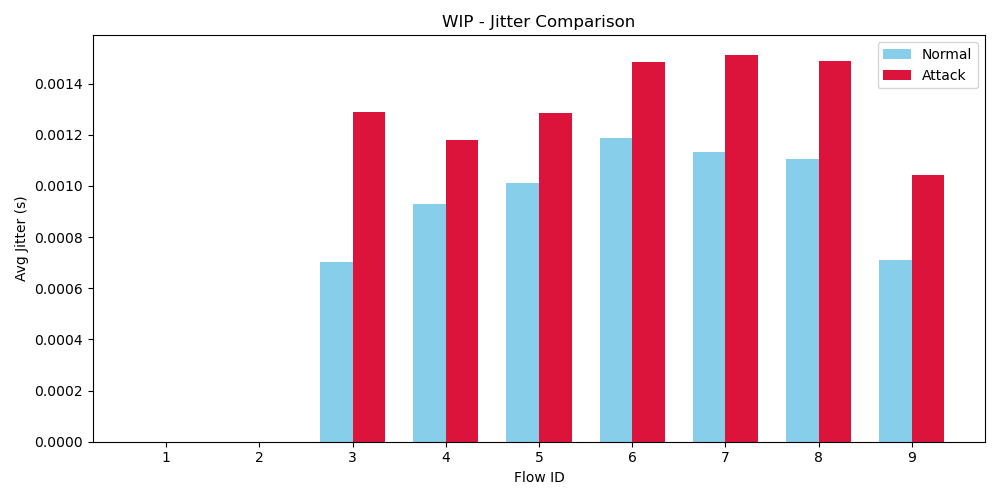 WIP - Jitter Comparison
Normal
Attack
Avg Jitter (s)
0.0014
0.0012
0.0010
0.0008
0.0006
0.0004
0.0002
0.0000
1 2 3 4 5 6 7 8 9
Flow ID